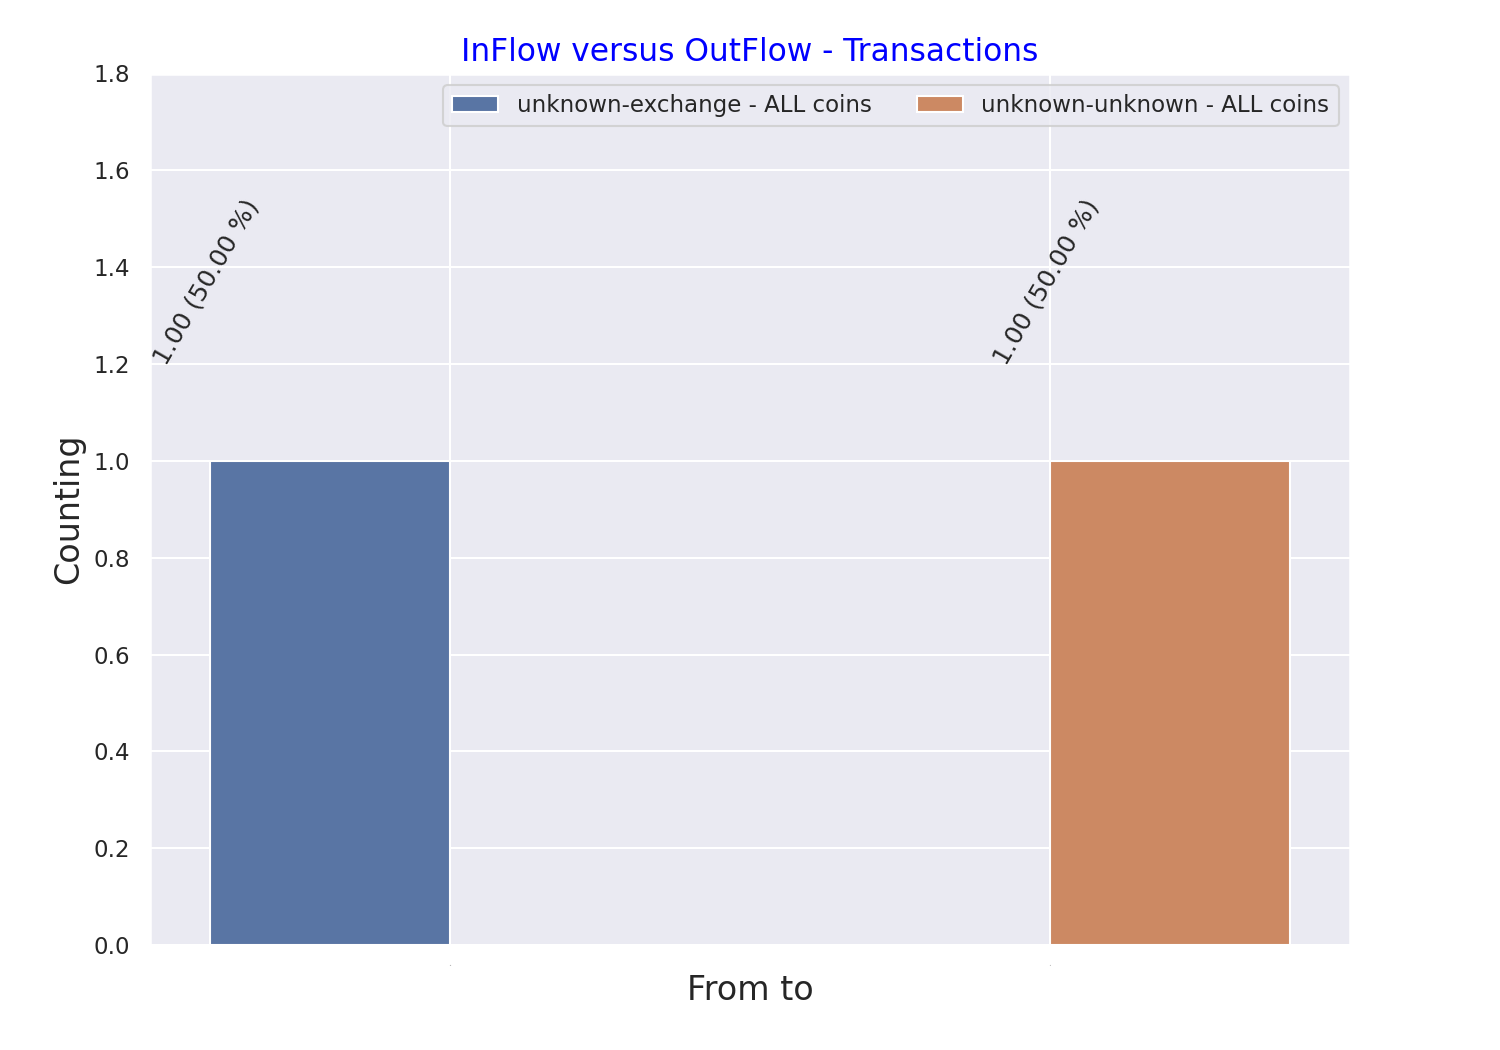 InFlow versus OutFlow - Transactions
unknown-exchange - ALL coins
unknown-unknown - ALL coins
1.8
1.6
1.4
1.2
1.0
0.8
0.6
0.4
0.2
0.0
Counting
1.00 (50.00 %)
1.00 (50.00 %)
From to